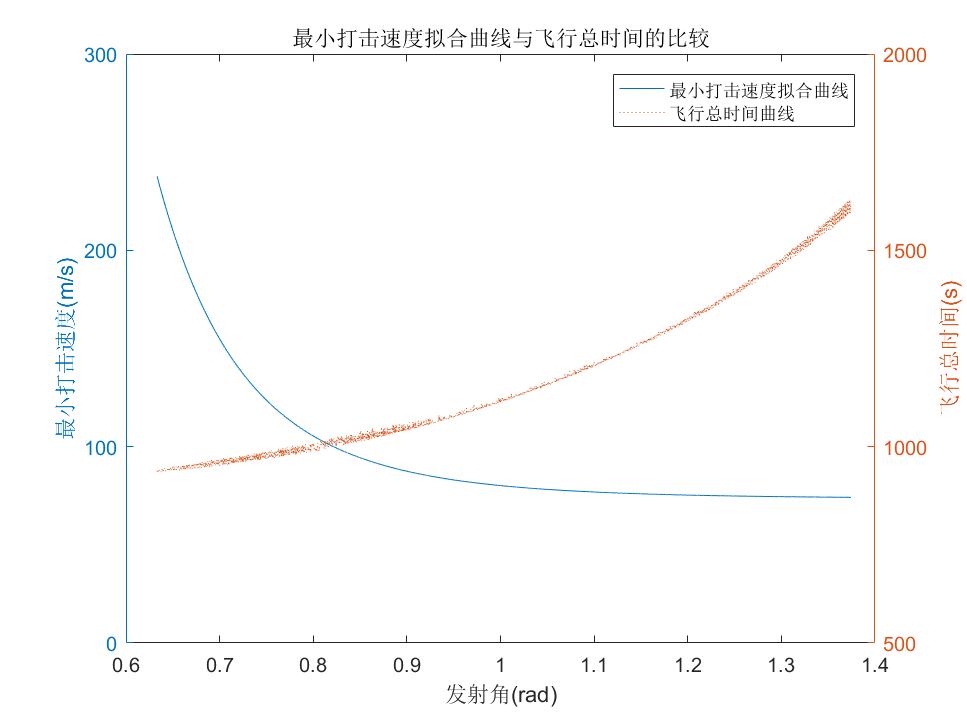 最小打击速度拟合曲线与飞行总时间的比较
300
200
100
0
最小打击速度(m/s)
最小打击速度拟合曲线
飞行总时间曲线
2000
1500
1000
500
飞行总时间(s)
0.6 0.7 0.8 0.9 1 1.1 1.2 1.3 1.4
发射角(rad)